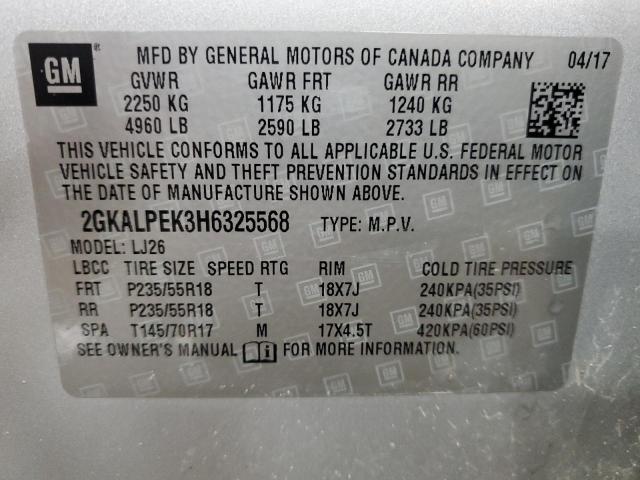 GM ® MFD BY GENERAL MOTORS OF CANADA COMPANY 04/17
GVWR GAWR FRT GAWR RR
2250 KG 1175 KG 1240 KG
4960 LB 2590 LB 2733 LB
THIS VEHICLE CONFORMS TO ALL APPLICABLE U.S. FEDERAL MOTOR
VEHICLE SAFETY AND THEFT PREVENTION STANDARDS IN EFFECT ON
THE DATE OF MANUFACTURE SHOWN ABOVE.
2GKALPEK3H6325568 TYPE: M.P.V.
MODEL: LJ26
LBCC TIRE SIZE SPEED RTG RIM COLD TIRE PRESSURE
FRT P235/55R18 T 18X7J 240KPA(35PSI)
RR P235/55R18 T 18X7J 240KPA(35PSI)
SPA T145/70R17 M 17X4.5T 420KPA(60PSI)
SEE OWNER'S MANUAL FOR MORE INFORMATION.